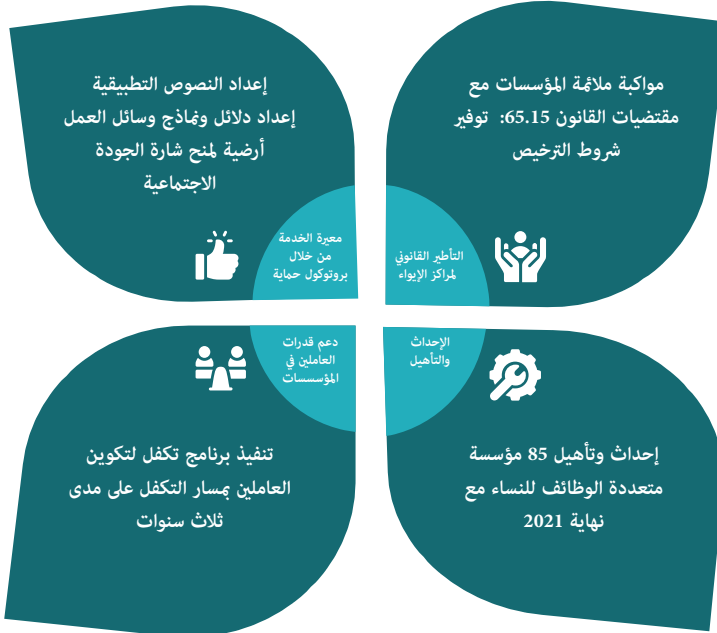 مواكبة ملائمة المؤسسات مع
مقتضيات القانون 65.15: توفير
شروط الترخيص
التأطير القانوني
لمراكز الإيواء
إعداد النصوص التطبيقية
إعداد دلائل ونماذج وسائل العمل
أرضية لمنح شارة الجودة
الاجتماعية
معيرة الخدمة
من خلال
بروتوكول حماية
الإحداث
والتأهيل
إحداث وتأهيل 85 مؤسسة
متعددة الوظائف للنساء مع
نهاية 2021
دعم قدرات
العاملين في
المؤسسسات
تنفيذ برنامج تكفل لتكوين
العاملين بمسار التكفل على مدى
ثلاث سنوات